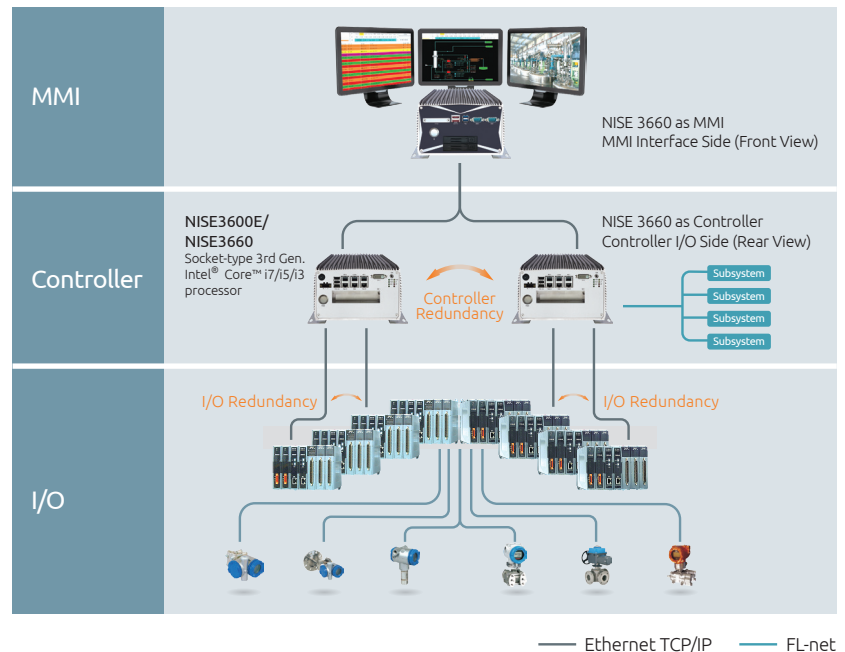 MMI
NISE 3660 as MMI
MMI Interface Side (Front View)
Controller
NISE3600E/
NISE3660
Socket-type 3rd Gen.
Intel® Core™ i7/i5/i3
processor
Controller
Redundancy
NISE 3660 as Controller
Controller I/O Side (Rear View)
Subsystem
Subsystem
Subsystem
Subsystem
I/O
I/O Redundancy
I/O Redundancy
Ethernet TCP/IP
FL-net